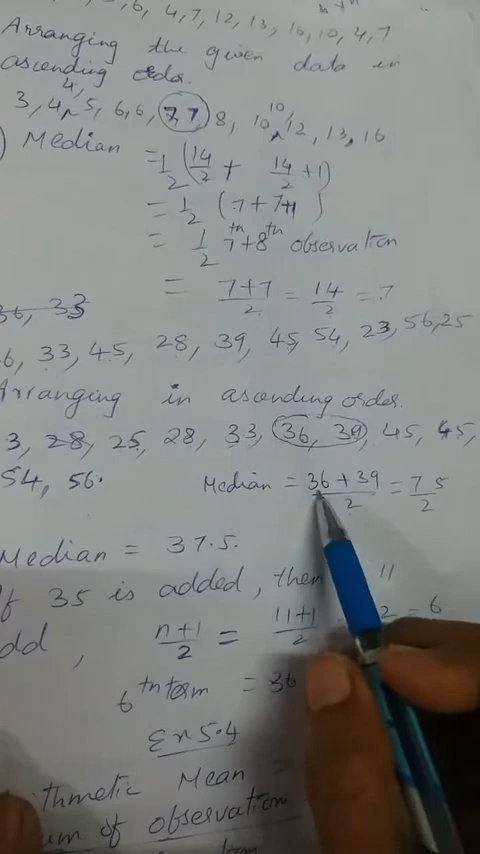 6, 4, 7, 12, 13, 16, 10, 4, 7
Arranging the given data in
ascending order.
4,
3, 4, 5, 6, 6, 7, 7, 8, 10, 10, 12, 13, 16
) Median = 1/2 (14/2 + 14/2 + 1)
= 1/2 (7 + 7+1)
= 1/2 7th + 8th observation
= 7+7/2 = 14/2 = 7
36, 33
6, 33, 45, 28, 39, 45, 54, 23, 56, 25
Arranging in ascending order.
3, 28, 25, 28, 33, 36, 39, 45, 45,
54, 56.
Median = 36 + 39/2 = 75/2
Median = 37.5.
If 35 is added, then 11
odd, n+1/2 = 11+1/2 = 6
6th term = 36
Ex 5.4
ithmetic Mean =
um of observation